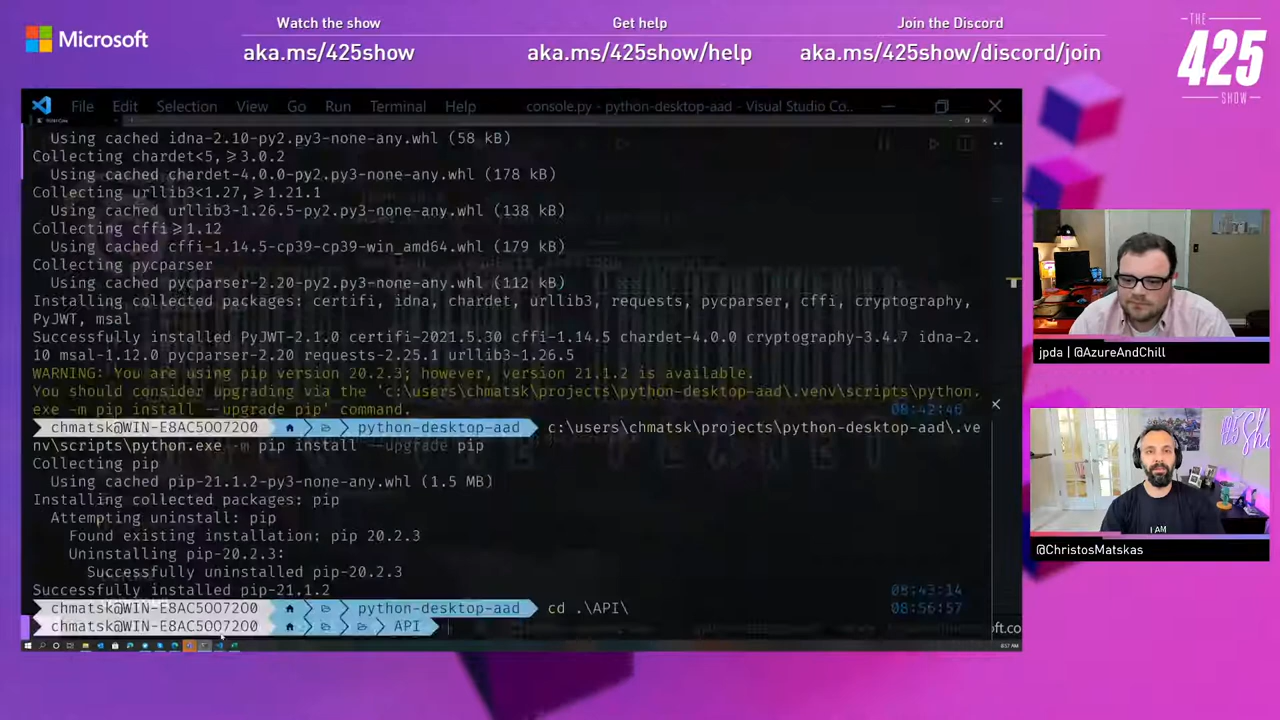 Microsoft
Watch the show
aka.ms/425show
Get help
aka.ms/425show/help
Join the Discord
aka.ms/425show/discord/join
THE
425
SHOW
File Edit Selection View Go Run Terminal Help console.py - python-desktop-aad - Visual Studio Co..
Using cached idna-2.10-py2.py3-none-any.whl (58 kB)
Collecting chardet<5,≥3.0.2
Using cached chardet-4.0.0-py2.py3-none-any.whl (178 kB)
Collecting urllib3<1.27,≥1.21.1
Using cached urllib3-1.26.5-py2.py3-none-any.whl (138 kB)
Collecting cffi≥1.12
Using cached cffi-1.14.5-cp39-cp39-win_amd64.whl (179 kB)
Collecting pycparser
Using cached pycparser-2.20-py2.py3-none-any.whl (112 kB)
Installing collected packages: certifi, idna, chardet, urllib3, requests, pycparser, cffi, cryptography,
PyJWT, msal
Successfully installed PyJWT-2.1.0 certifi-2021.5.30 cffi-1.14.5 chardet-4.0.0 cryptography-3.4.7 idna-2.
10 msal-1.12.0 pycparser-2.20 requests-2.25.1 urllib3-1.26.5
WARNING: You are using pip version 20.2.3; however, version 21.1.2 is available.
You should consider upgrading via the 'c:\users\chmatsk\projects\python-desktop-aad\.venv\scripts\python.
exe -m pip install --upgrade pip' command. 08:42:46
chmatsk@WIN-E8AC5OO72O0 python-desktop-aad c:\users\chmatsk\projects\python-desktop-aad\.ve
nv\scripts\python.exe -m pip install --upgrade pip
Collecting pip
Using cached pip-21.1.2-py3-none-any.whl (1.5 MB)
Installing collected packages: pip
Attempting uninstall: pip
Found existing installation: pip 20.2.3
Uninstalling pip-20.2.3:
Successfully uninstalled pip-20.2.3
Successfully installed pip-21.1.2 08:43:14
chmatsk@WIN-E8AC5OO72O0 python-desktop-aad cd .\API\ 08:56:57
chmatsk@WIN-E8AC5OO72O0 API
oft.co
jpda | @AzureAndChill
I AM
@ChristosMatskas